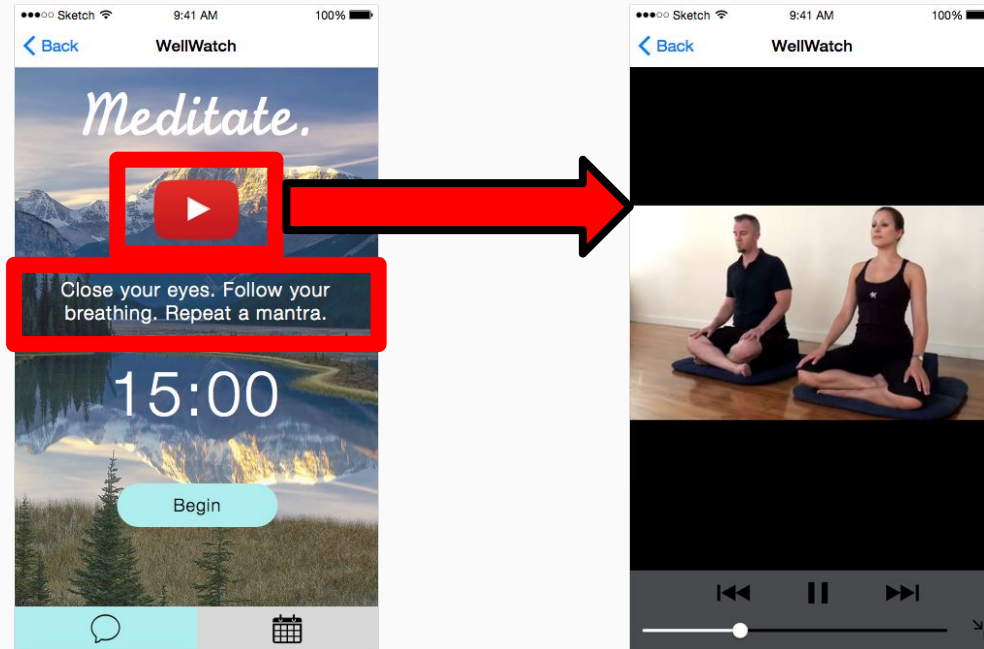 Sketch 9:41 AM 100%
Back WellWatch
Meditate.
Close your eyes. Follow your
breathing. Repeat a mantra.
15:00
Begin
Sketch 9:41 AM 100%
Back WellWatch